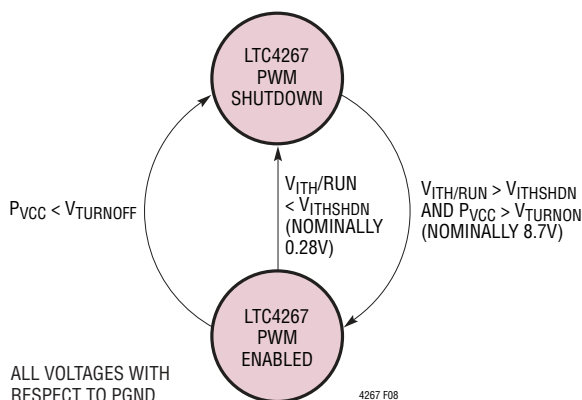 LTC4267
PWM
SHUTDOWN
PVCC < VTURNOFF
VITH/RUN
< VITHSHDN
(NOMINALLY
0.28V)
VITH/RUN > VITHSHDN
AND PVCC > VTURNON
(NOMINALLY 8.7V)
LTC4267
PWM
ENABLED
ALL VOLTAGES WITH
RESPECT TO PGND
4267 F08